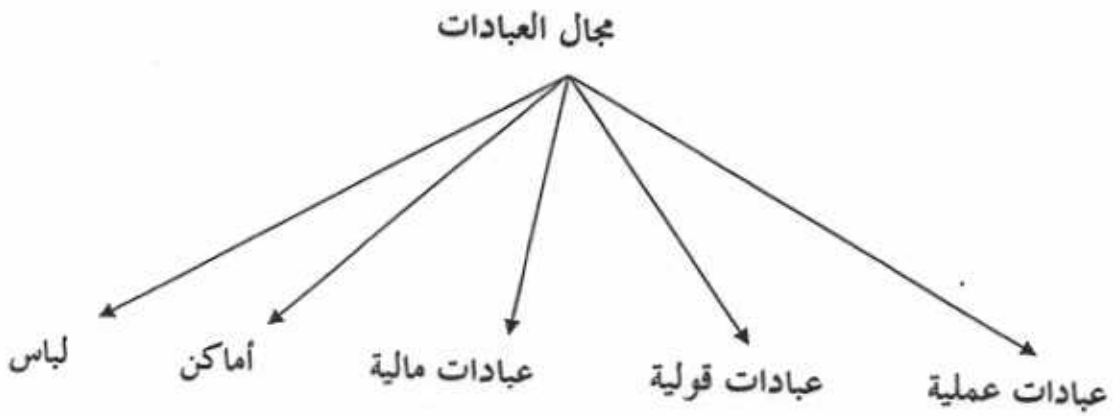 مجال العبادات
عبادات عملية
عبادات قولية
عبادات مالية
أماكن
لباس